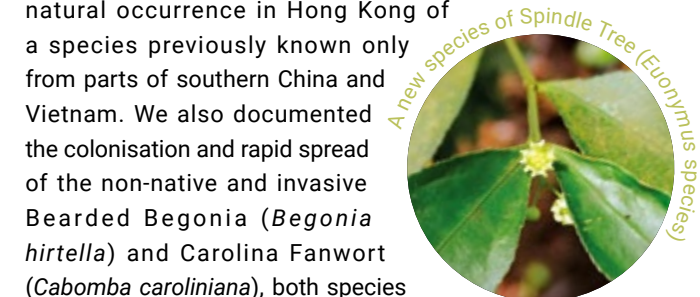 natural occurrence in Hong Kong of
a species previously known only
from parts of southern China and
Vietnam. We also documented
the colonisation and rapid spread
of the non-native and invasive
Bearded Begonia (Begonia
hirtella) and Carolina Fanwort
(Cabomba caroliniana), both species
A new species of Spindle Tree (Euonymus species)